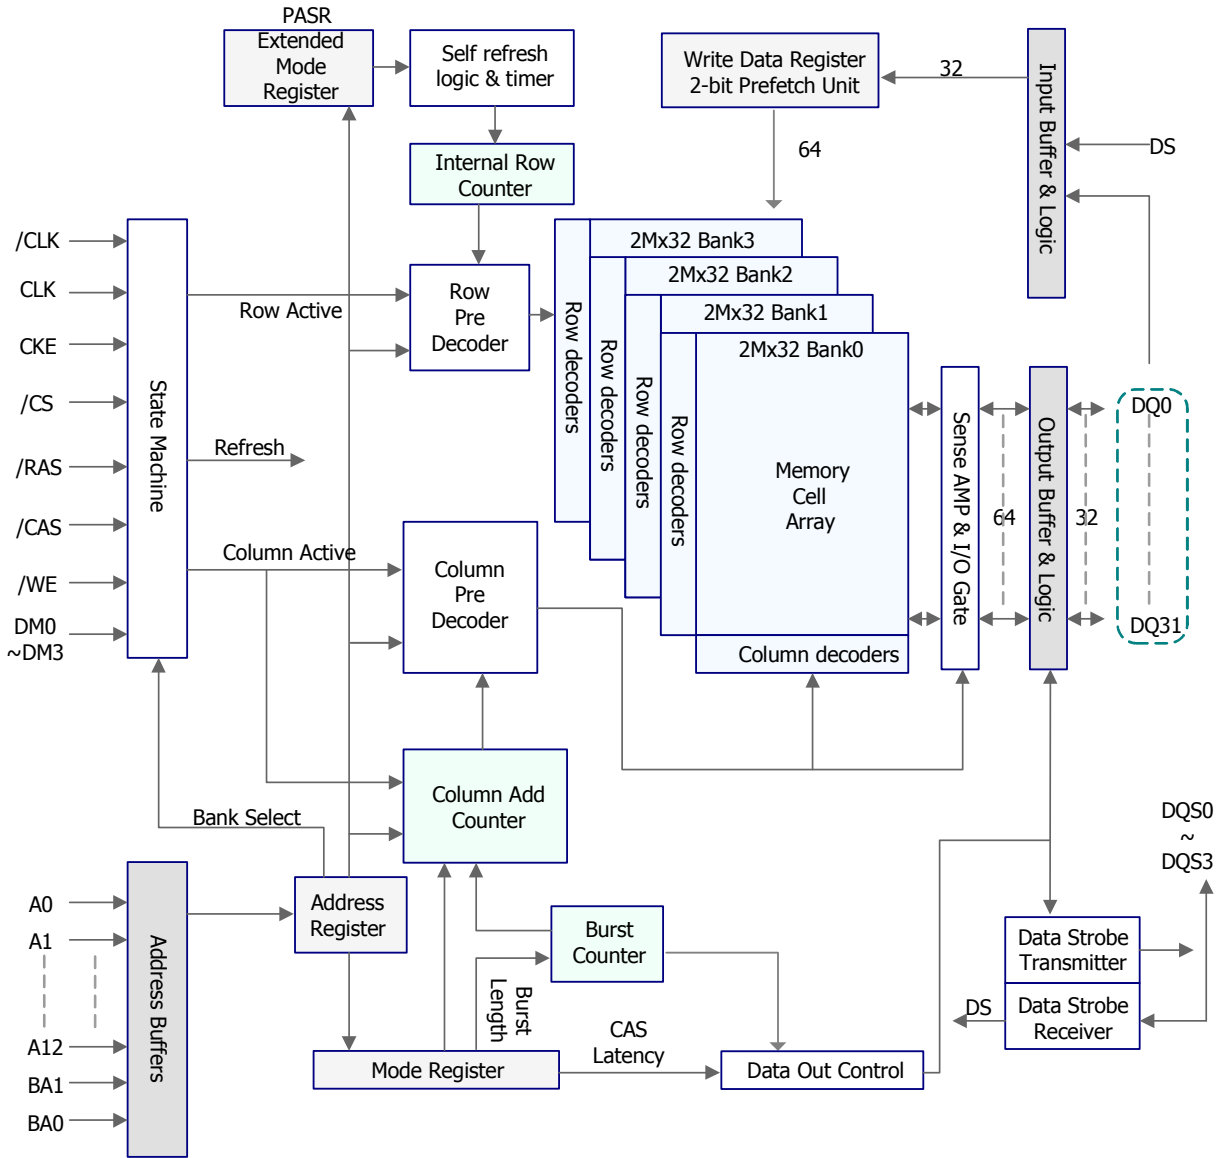 PASR
Extended
Mode
Register
Self refresh
logic & timer
Write Data Register
2-bit Prefetch Unit
32
Input Buffer & Logic
DS
64
Internal Row
Counter
/CLK
CLK
CKE
/CS
/RAS
/CAS
/WE
DM0
~DM3
State Machine
Row Active
Refresh
Column Active
Row
Pre
Decoder
Row decoders
Row decoders
Row decoders
Row decoders
2Mx32 Bank3
2Mx32 Bank2
2Mx32 Bank1
2Mx32 Bank0
Memory
Cell
Array
Column decoders
Sense AMP & I/O Gate
64
Output Buffer & Logic
32
DQ0
DQ31
Column
Pre
Decoder
Column Add
Counter
Bank Select
DQS0
~
DQS3
A0
A1
A12
BA1
BA0
Address Buffers
Address
Register
Burst
Counter
Burst
Length
Mode Register
CAS
Latency
Data Out Control
Data Strobe
Transmitter
Data Strobe
Receiver
DS